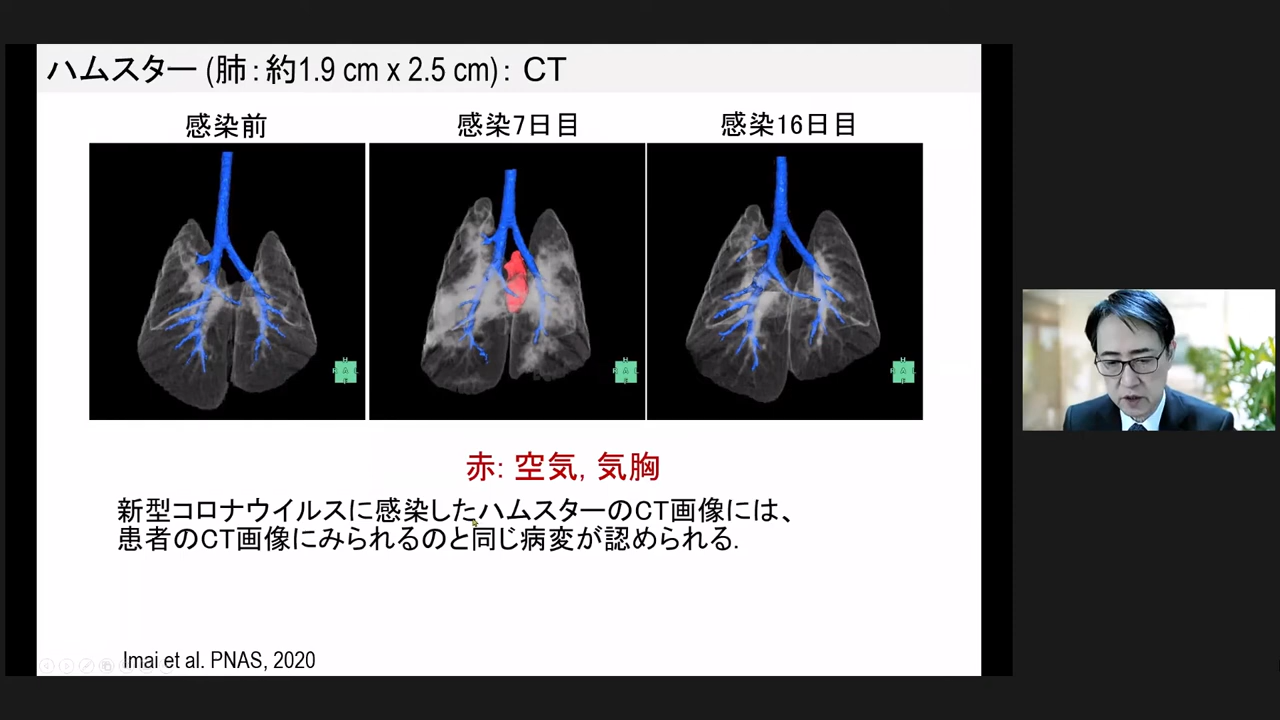 ハムスター (肺：約1.9 cm x 2.5 cm)： CT
感染前
感染7日目
感染16日目
赤: 空気, 気胸
新型コロナウイルスに感染したハムスターのCT画像には、
患者のCT画像にみられるのと同じ病変が認められる.
Imai et al. PNAS, 2020